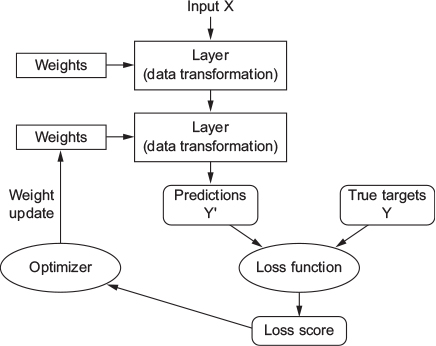 Input X
Layer
(data transformation)
Weights
Layer
(data transformation)
Weights
Weight
update
Predictions
Y'
True targets
Y
Optimizer
Loss function
Loss score